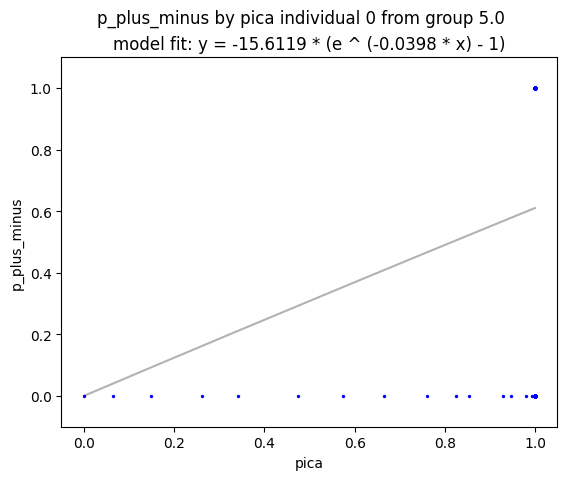 p_plus_minus by pica individual 0 from group 5.0
model fit: y = -15.6119 * (e ^ (-0.0398 * x) - 1)
1.0
0.8
0.6
0.4
0.2
0.0
p_plus_minus
0.0 0.2 0.4 0.6 0.8 1.0
pica